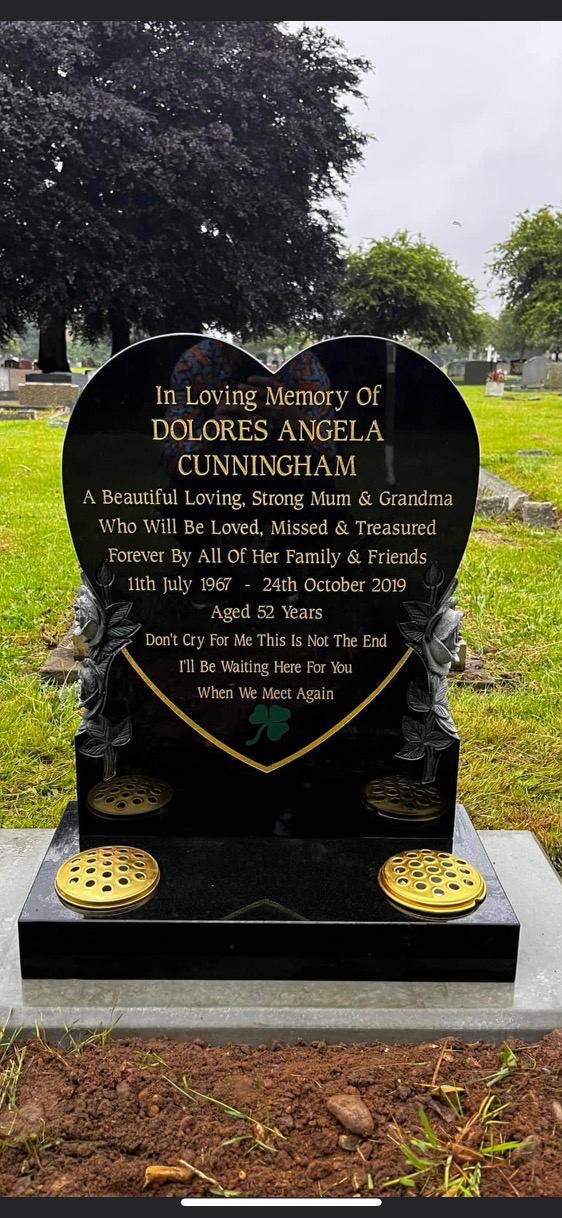 In Loving Memory Of
DOLORES ANGELA
CUNNINGHAM
A Beautiful Loving, Strong Mum & Grandma
Who Will Be Loved, Missed & Treasured
Forever By All Of Her Family & Friends
11th July 1967 - 24th October 2019
Aged 52 Years
Don't Cry For Me This Is Not The End
I'll Be Waiting Here For You
When We Meet Again